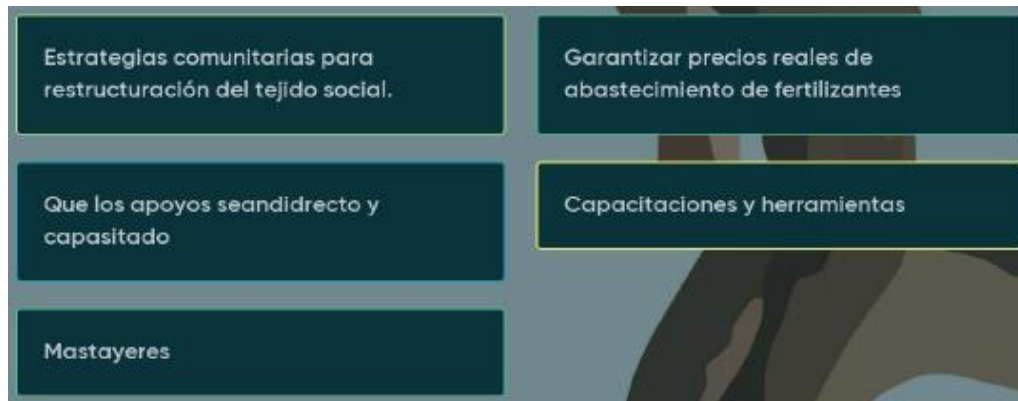 Estrategias comunitarias para
restructuración del tejido social.
Garantizar precios reales de
abastecimiento de fertilizantes
Que los apoyos seandidrecto y
capasitado
Capacitaciones y herramientas
Mastayeres